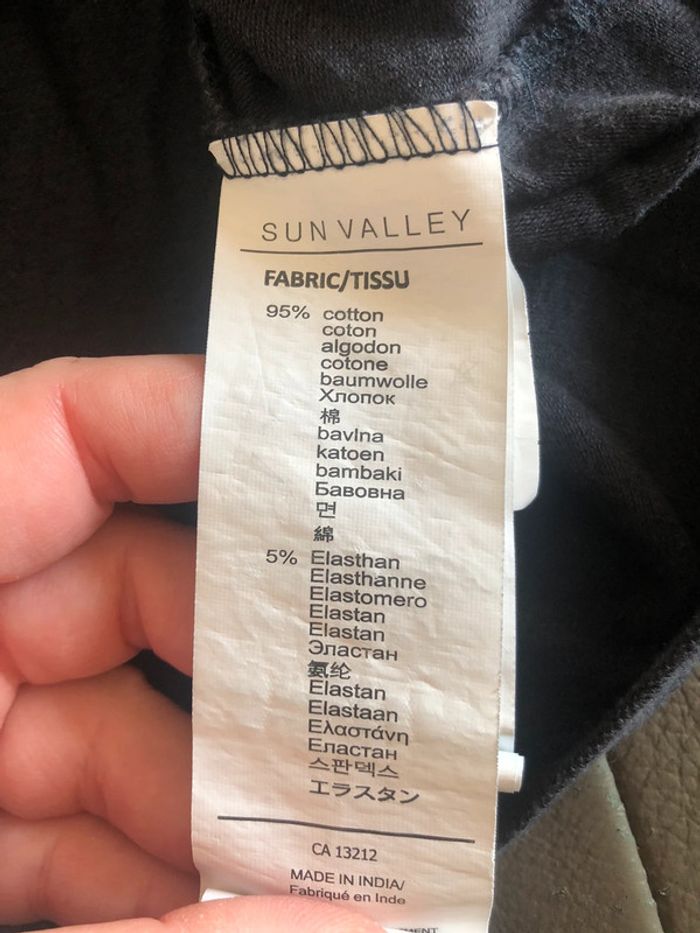 SUN VALLEY
FABRIC/TISSU
95% cotton
coton
algodon
cotone
baumwolle
Хлопок
棉
bavlna
katoen
bambaki
Бавовна
면
綿
5% Elasthan
Elasthanne
Elastomero
Elastan
Elastan
Эластан
氨纶
Elastan
Elastaan
Ελαστάνη
Еластан
스판덱스
エラスタン
CA 13212
MADE IN INDIA/
Fabriqué en Inde